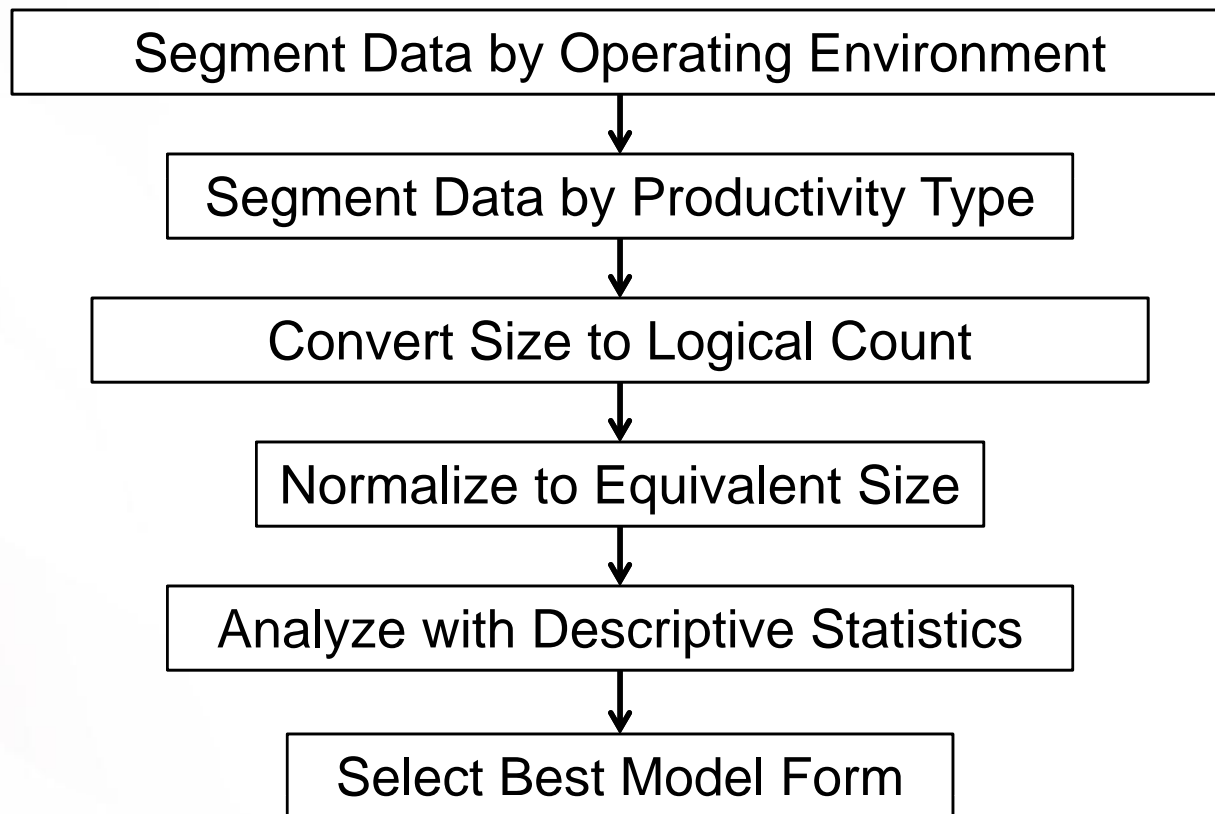 Segment Data by Operating Environment
Segment Data by Productivity Type
Convert Size to Logical Count
Normalize to Equivalent Size
Analyze with Descriptive Statistics
Select Best Model Form